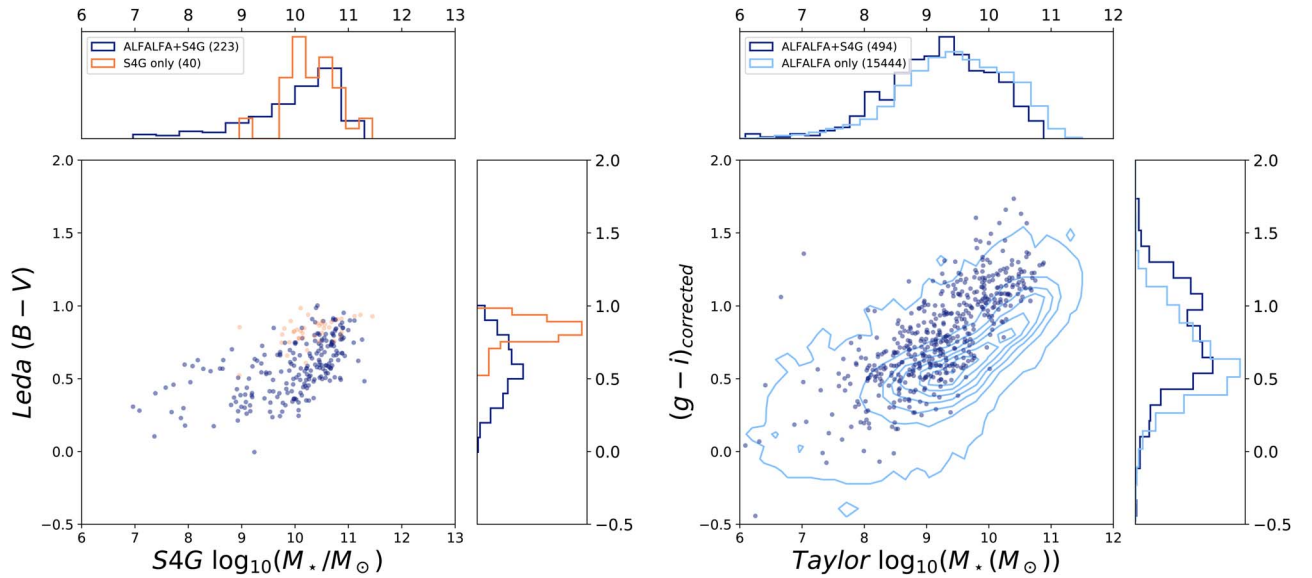 6 7 8 9 10 11 12 13
ALFALFA+S4G (223)
S4G only (40)
2.0
1.5
1.0
0.5
0.0
−0.5
Leda (B − V)
6 7 8 9 10 11 12 13
S4G log₁₀(M⋆/M⊙)
2.0
1.5
1.0
0.5
0.0
−0.5
6 7 8 9 10 11 12
ALFALFA+S4G (494)
ALFALFA only (15444)
2.0
1.5
1.0
0.5
0.0
−0.5
(g − i)corrected
6 7 8 9 10 11 12
Taylor log₁₀(M⋆(M⊙))
2.0
1.5
1.0
0.5
0.0
−0.5